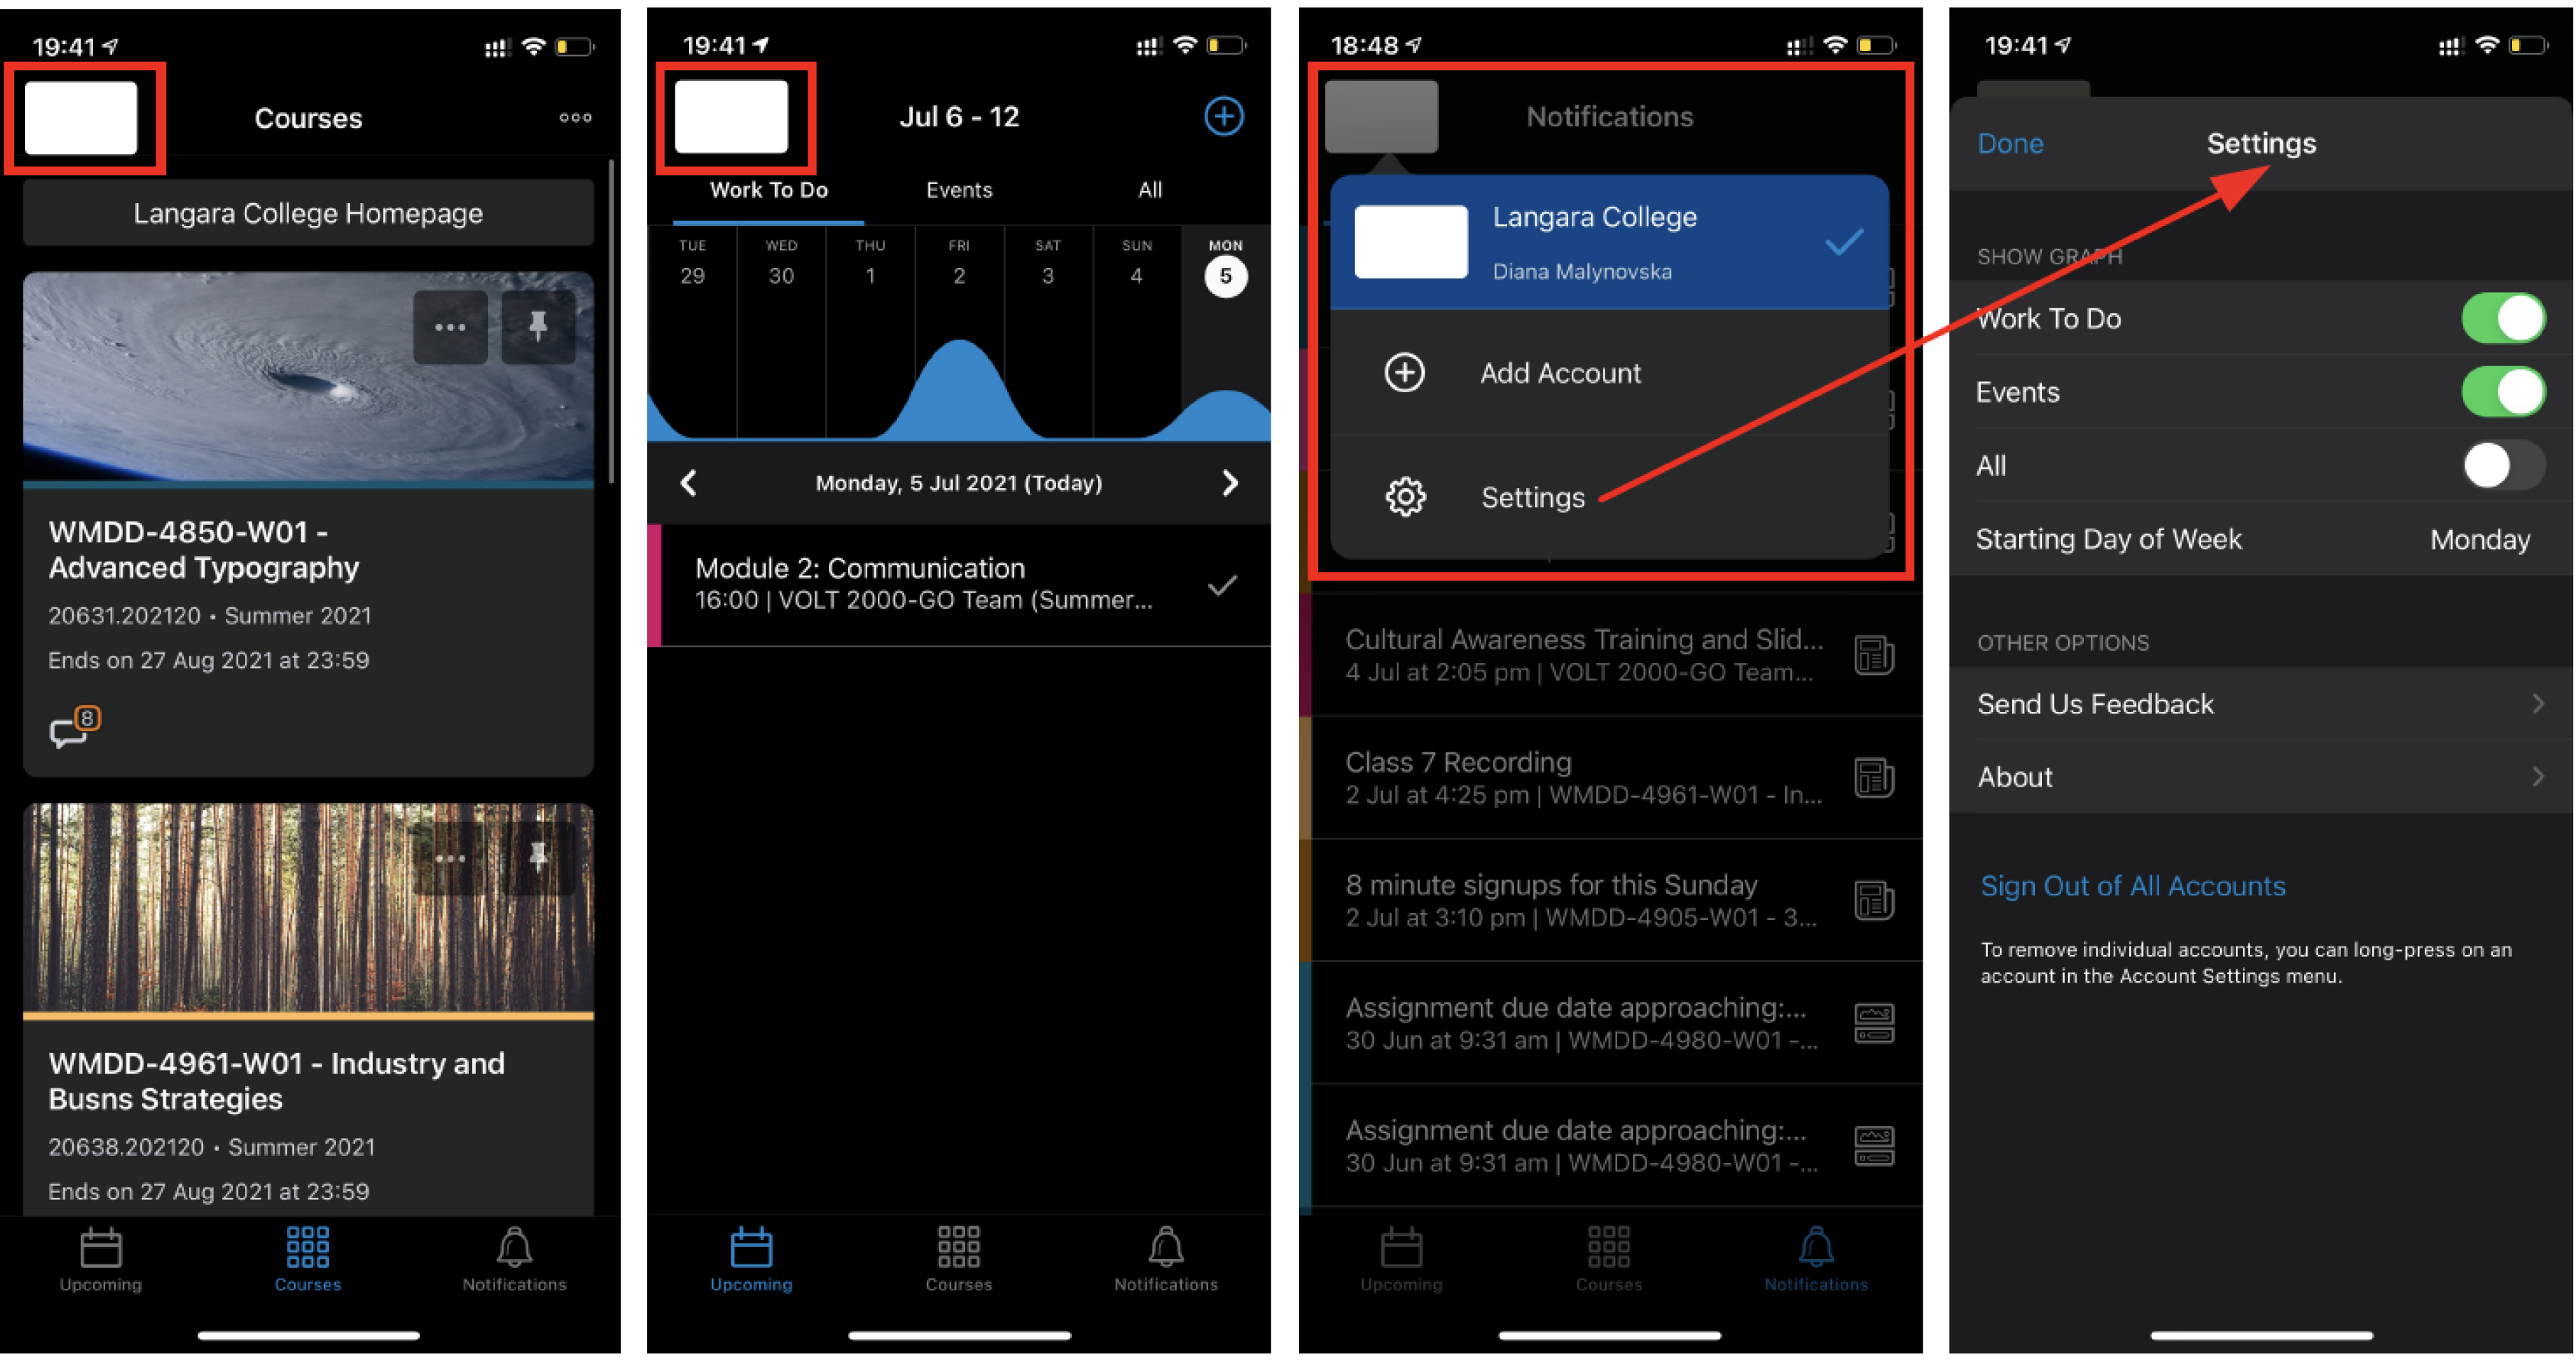 19:41
Courses
Langara College Homepage
WMDD-4850-W01 -
Advanced Typography
20631.202120 • Summer 2021
Ends on 27 Aug 2021 at 23:59
8
WMDD-4961-W01 - Industry and
Busns Strategies
20638.202120 • Summer 2021
Ends on 27 Aug 2021 at 23:59
Upcoming
Courses
Notifications
19:41
Jul 6 - 12
Work To Do
Events
All
TUE WED THU FRI SAT SUN MON
29 30 1 2 3 4 5
Monday, 5 Jul 2021 (Today)
Module 2: Communication
16:00 | VOLT 2000-GO Team (Summer...
Upcoming
Courses
Notifications
18:48
Notifications
Langara College
Diana Malynovska
Add Account
Settings
Cultural Awareness Training and Slid...
4 Jul at 2:05 pm | VOLT 2000-GO Team...
Class 7 Recording
2 Jul at 4:25 pm | WMDD-4961-W01 - In...
8 minute signups for this Sunday
2 Jul at 3:10 pm | WMDD-4905-W01 - 3...
Assignment due date approaching:...
30 Jun at 9:31 am | WMDD-4980-W01 -...
Assignment due date approaching:...
30 Jun at 9:31 am | WMDD-4980-W01 -...
Upcoming
Courses
Notifications
19:41
Done
Settings
SHOW GRAPH
Work To Do
Events
All
Starting Day of Week
Monday
OTHER OPTIONS
Send Us Feedback
About
Sign Out of All Accounts
To remove individual accounts, you can long-press on an
account in the Account Settings menu.